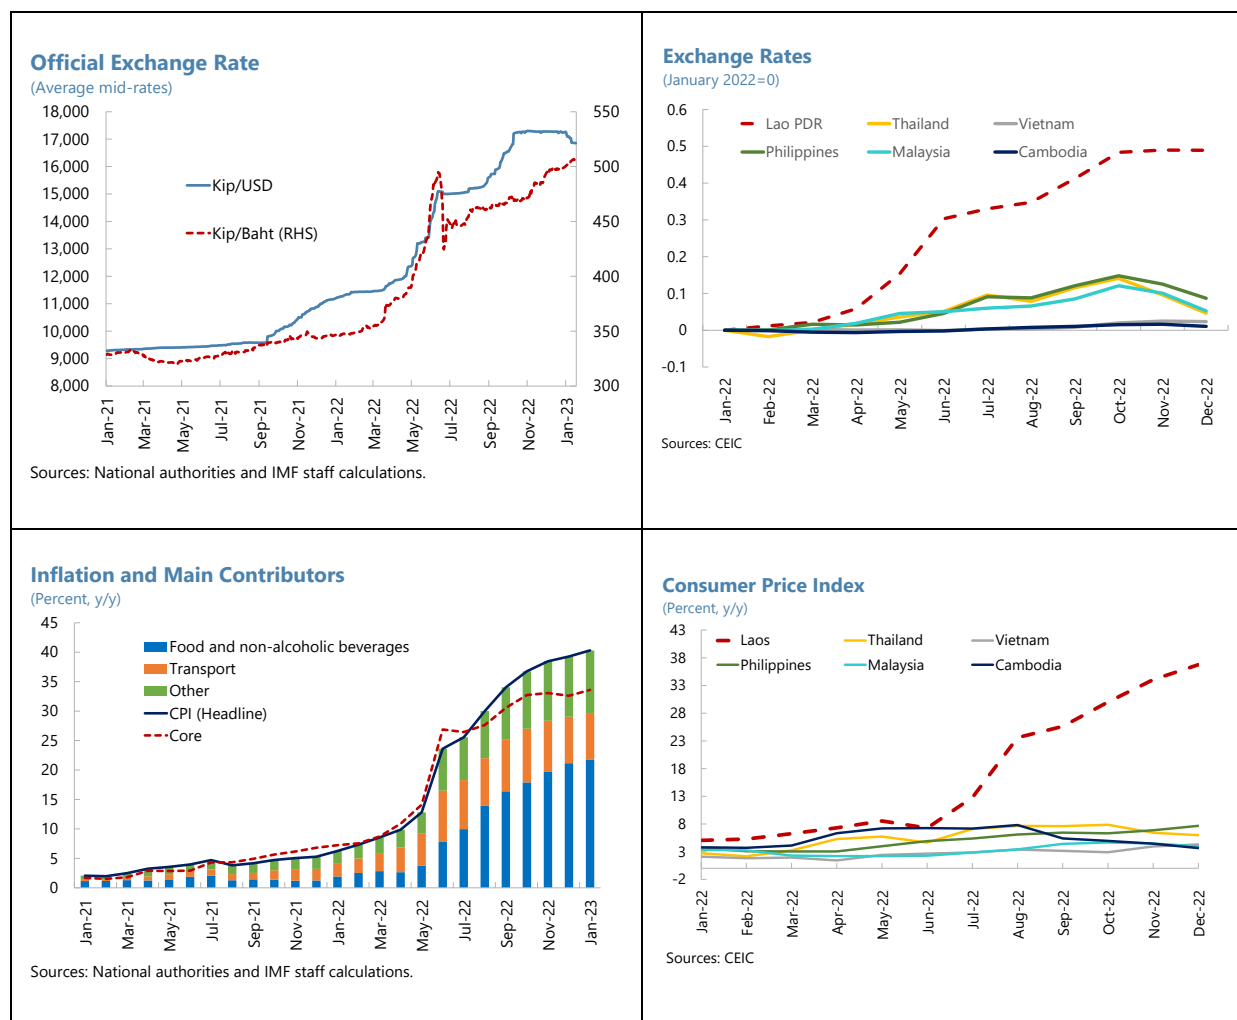 Official Exchange Rate
(Average mid-rates)
18,000
17,000
16,000
15,000
14,000
13,000
12,000
11,000
10,000
9,000
8,000
550
500
450
400
350
300
Kip/USD
Kip/Baht (RHS)
Jan-21
Mar-21
May-21
Jul-21
Sep-21
Nov-21
Jan-22
Mar-22
May-22
Jul-22
Sep-22
Nov-22
Jan-23
Sources: National authorities and IMF staff calculations.
Exchange Rates
(January 2022=0)
0.6
0.5
0.4
0.3
0.2
0.1
0
-0.1
Lao PDR
Thailand
Vietnam
Philippines
Malaysia
Cambodia
Jan-22
Feb-22
Mar-22
Apr-22
May-22
Jun-22
Jul-22
Aug-22
Sep-22
Oct-22
Nov-22
Dec-22
Sources: CEIC
Inflation and Main Contributors
(Percent, y/y)
45
40
35
30
25
20
15
10
5
0
Food and non-alcoholic beverages
Transport
Other
CPI (Headline)
Core
Jan-21
Mar-21
May-21
Jul-21
Sep-21
Nov-21
Jan-22
Mar-22
May-22
Jul-22
Sep-22
Nov-22
Jan-23
Sources: National authorities and IMF staff calculations.
Consumer Price Index
(Percent, y/y)
43
38
33
28
23
18
13
8
3
-2
Laos
Thailand
Vietnam
Philippines
Malaysia
Cambodia
Jan-22
Feb-22
Mar-22
Apr-22
May-22
Jun-22
Jul-22
Aug-22
Sep-22
Oct-22
Nov-22
Dec-22
Sources: CEIC